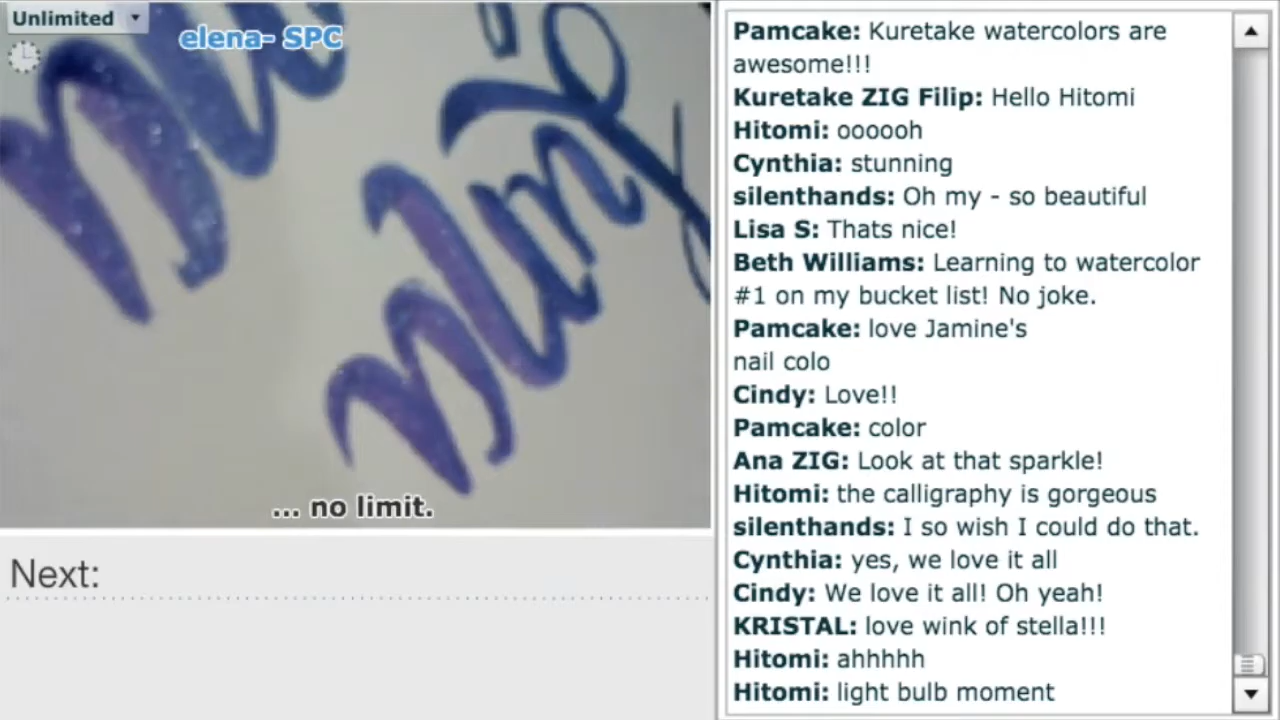 Unlimited
elena- SPC
... no limit.
Next:
Pamcake: Kuretake watercolors are
awesome!!!
Kuretake ZIG Filip: Hello Hitomi
Hitomi: oooooh
Cynthia: stunning
silenthands: Oh my - so beautiful
Lisa S: Thats nice!
Beth Williams: Learning to watercolor
#1 on my bucket list! No joke.
Pamcake: love Jamine's
nail colo
Cindy: Love!!
Pamcake: color
Ana ZIG: Look at that sparkle!
Hitomi: the calligraphy is gorgeous
silenthands: I so wish I could do that.
Cynthia: yes, we love it all
Cindy: We love it all! Oh yeah!
KRISTAL: love wink of stella!!!
Hitomi: ahhhhh
Hitomi: light bulb moment